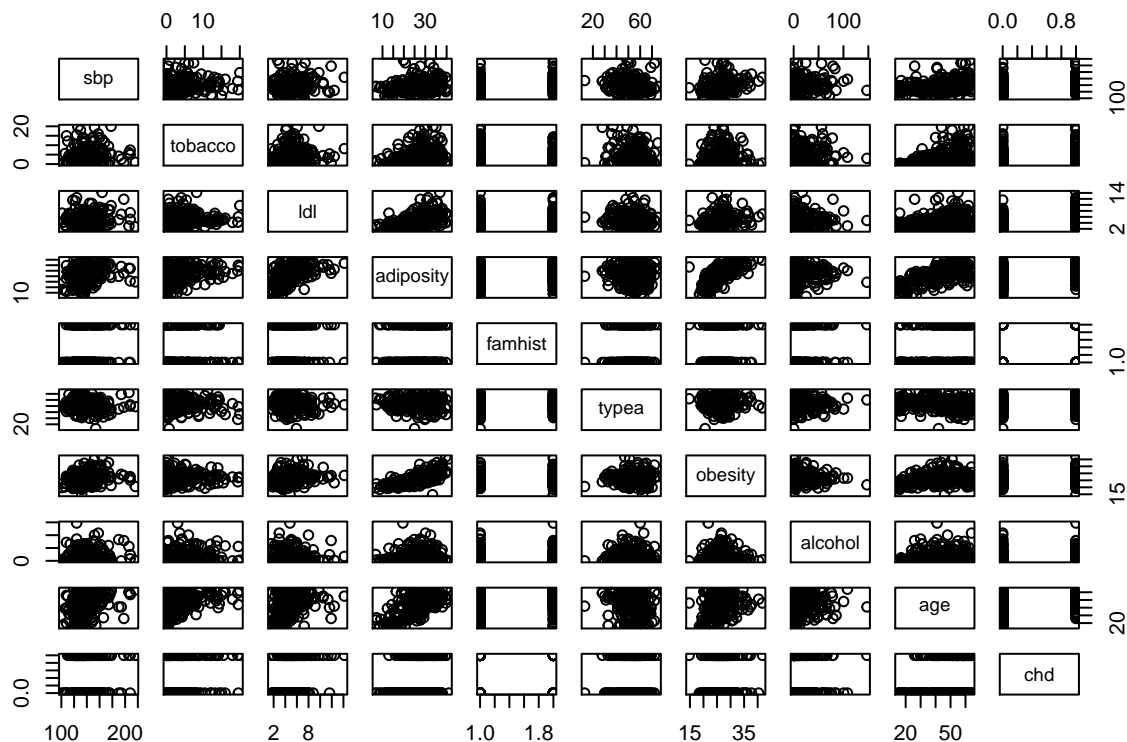 0 10 10 30 20 60 0 100 0.0 0.8
sbp 100
0 20 tobacco
ldl 2 14
10 adiposity
famhist 1.0
20 typea
obesity 15
0 alcohol
age 20
0.0 chd
100 200 2 8 1.0 1.8 15 35 20 50